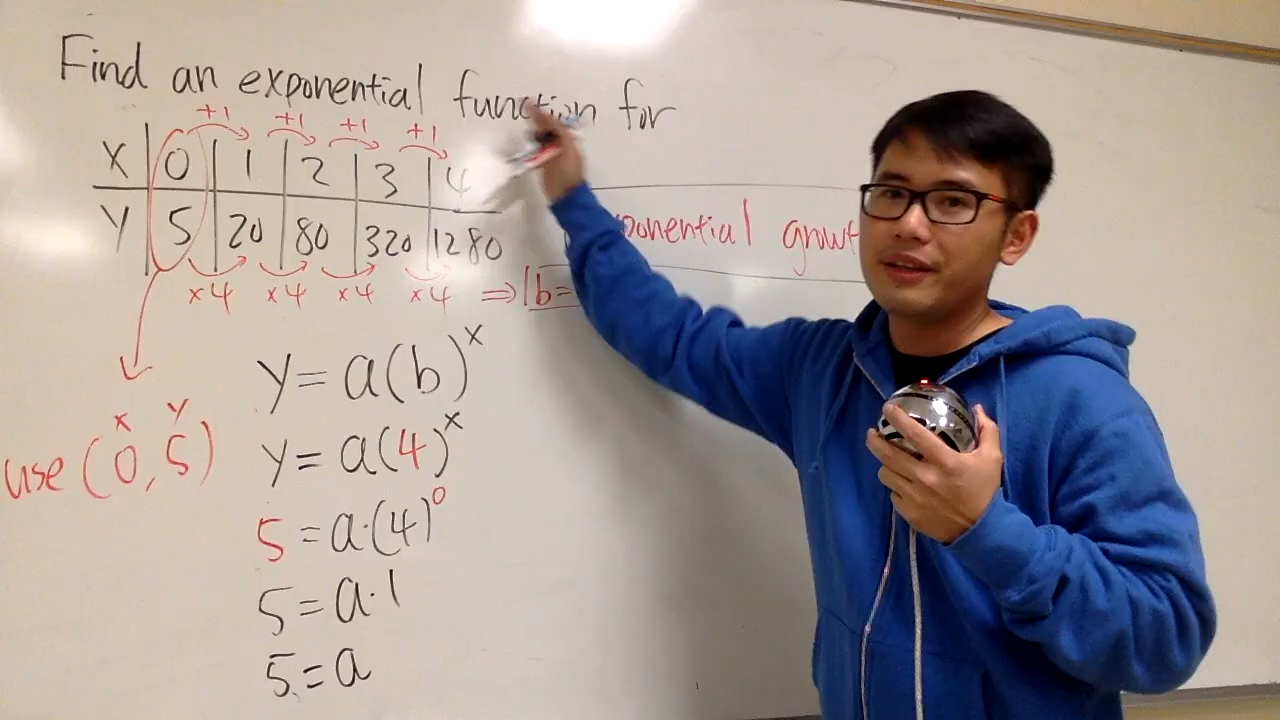 Find an exponential function for
+1 +1 +1 +1
X 0 1 2 3 4
Y 5 20 80 320 1280
×4 ×4 ×4 ×4 ⇒ b=
growt
y = a(b)^x
y = a(4)^x
x y
use (0, 5)
5 = a·(4)^0
5 = a·1
5 = a